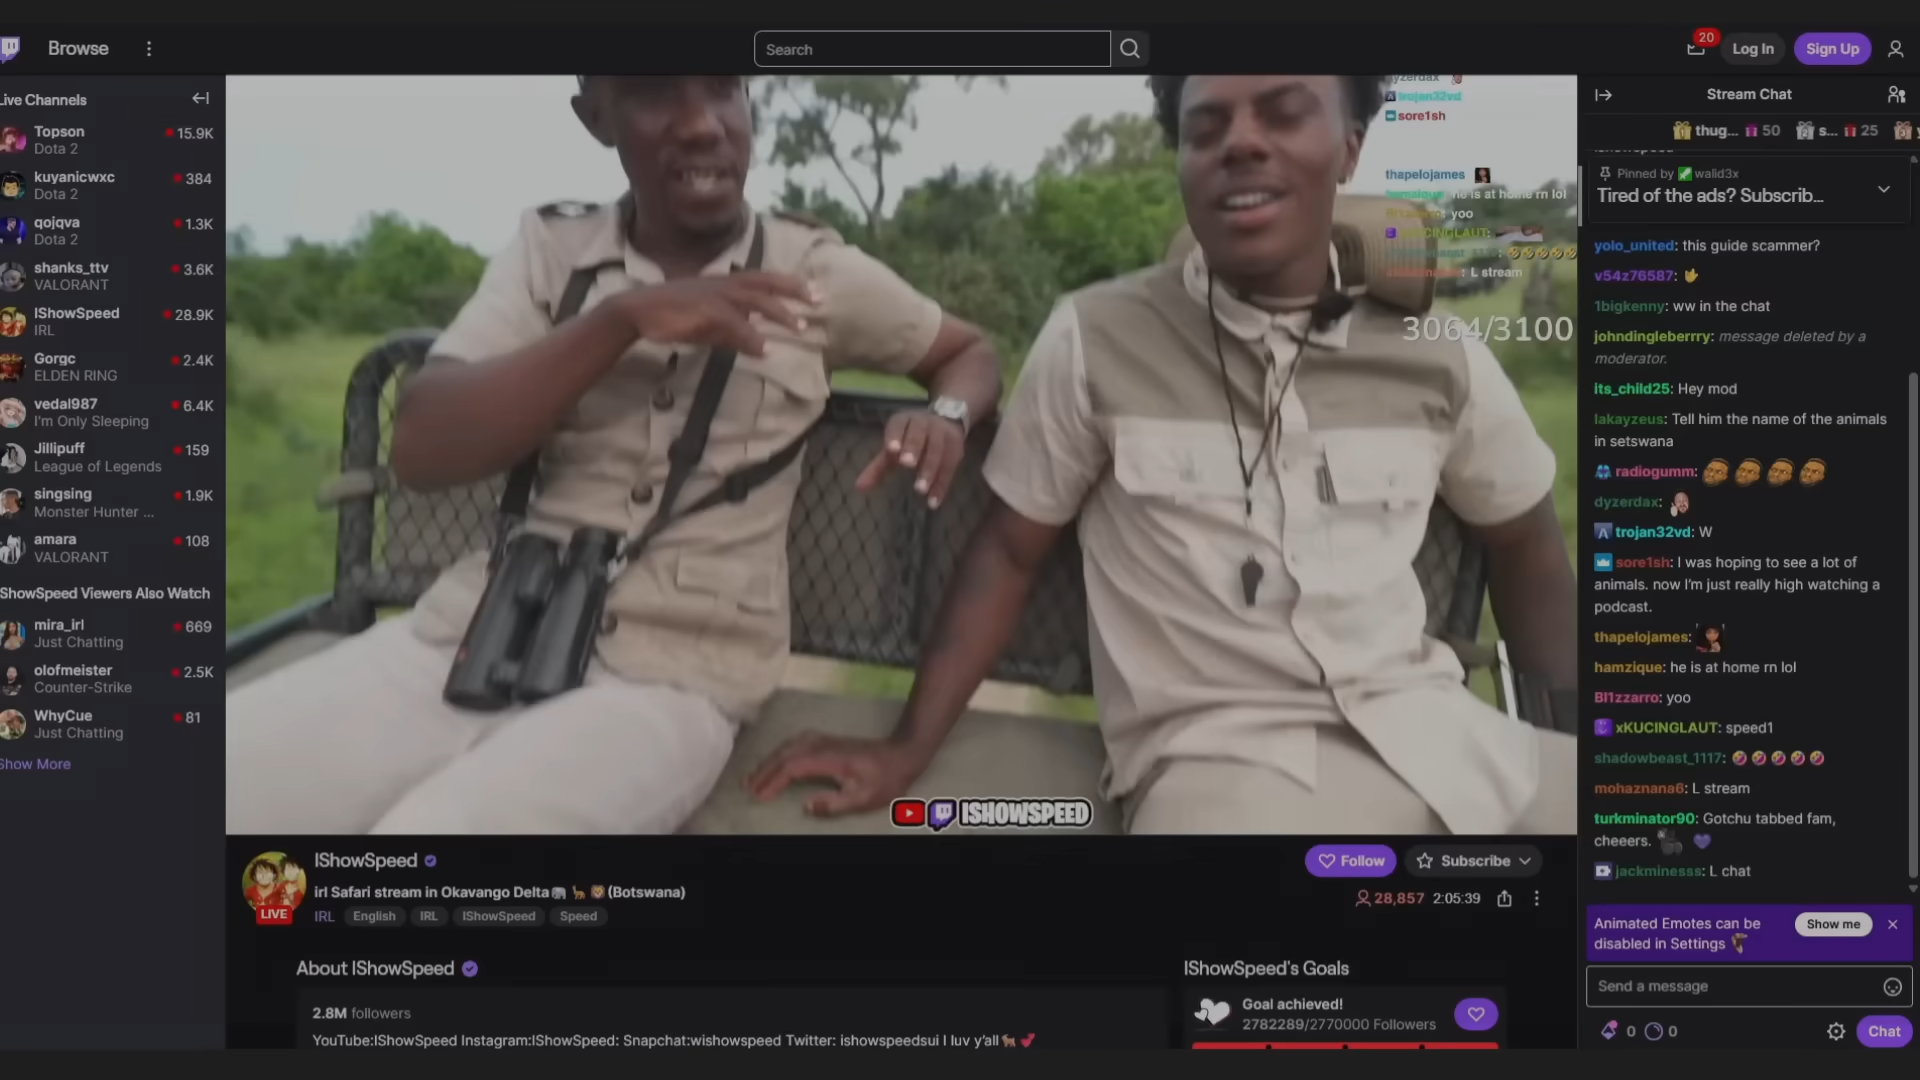 Browse
Search
20
Log In
Sign Up
Live Channels
Topson
15.9K
Dota 2
kuyanicwxc
384
Dota 2
qojqva
1.3K
Dota 2
shanks_ttv
3.6K
VALORANT
IShowSpeed
28.9K
IRL
Gorgc
2.4K
ELDEN RING
vedal987
6.4K
I'm Only Sleeping
Jillipuff
159
League of Legends
singsing
1.9K
Monster Hunter ...
amara
108
VALORANT
IShowSpeed Viewers Also Watch
mira_irl
669
Just Chatting
olofmeister
2.5K
Counter-Strike
WhyCue
81
Just Chatting
Show More
trojan32vd
sore1sh
thapelojames
he is at home rn lol
: yoo
: L stream
3064/3100
ISHOWSPEED
IShowSpeed
LIVE
irl Safari stream in Okavango Delta🐘 🐆 🦁(Botswana)
IRL English IRL IShowSpeed Speed
Follow
Subscribe
28,857 2:05:39
About IShowSpeed
2.8M followers
YouTube:IShowSpeed Instagram:IShowSpeed: Snapchat:wishowspeed Twitter: ishowspeedsui I luv y'all🐕 💕
IShowSpeed's Goals
Goal achieved!
2782289/2770000 Followers
Stream Chat
thug... 50 s... 25
Pinned by walid3x
Tired of the ads? Subscrib...
yolo_united: this guide scammer?
v54z76587: 🤟
1bigkenny: ww in the chat
johndingleberrry: message deleted by a
moderator.
its_child25: Hey mod
lakayzeus: Tell him the name of the animals
in setswana
radiogumm:
dyzerdax:
trojan32vd: W
sore1sh: I was hoping to see a lot of
animals. now I'm just really high watching a
podcast.
thapelojames:
hamzique: he is at home rn lol
Bl1zzarro: yoo
xKUCINGLAUT: speed1
shadowbeast_1117: 🤣 🤣 🤣 🤣 🤣
mohaznana6: L stream
turkminator90: Gotchu tabbed fam,
cheeers. 💜
jackminesss: L chat
Animated Emotes can be
disabled in Settings
Show me
Send a message
0 0
Chat